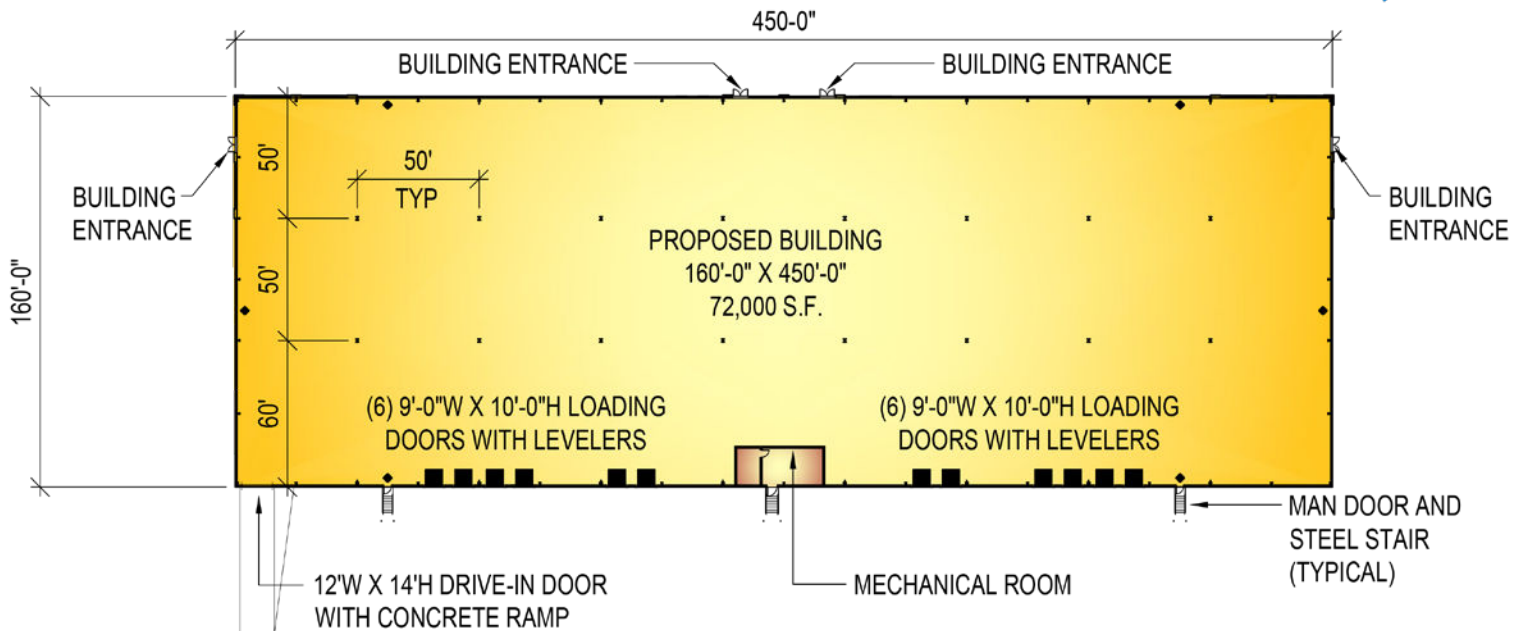 450-0"
BUILDING ENTRANCE
BUILDING ENTRANCE
50'
50'
TYP
BUILDING
ENTRANCE
BUILDING
ENTRANCE
PROPOSED BUILDING
160'-0" X 450'-0"
72,000 S.F.
160'-0"
50'
60'
(6) 9'-0"W X 10'-0"H LOADING
DOORS WITH LEVELERS
(6) 9'-0"W X 10'-0"H LOADING
DOORS WITH LEVELERS
MAN DOOR AND
STEEL STAIR
(TYPICAL)
12'W X 14'H DRIVE-IN DOOR
WITH CONCRETE RAMP
MECHANICAL ROOM